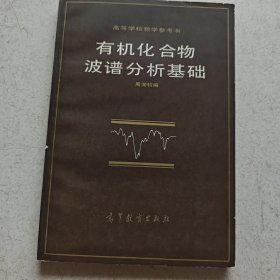 高等学校教学参考书
有机化合物
波谱分析基础
高等教育出版社